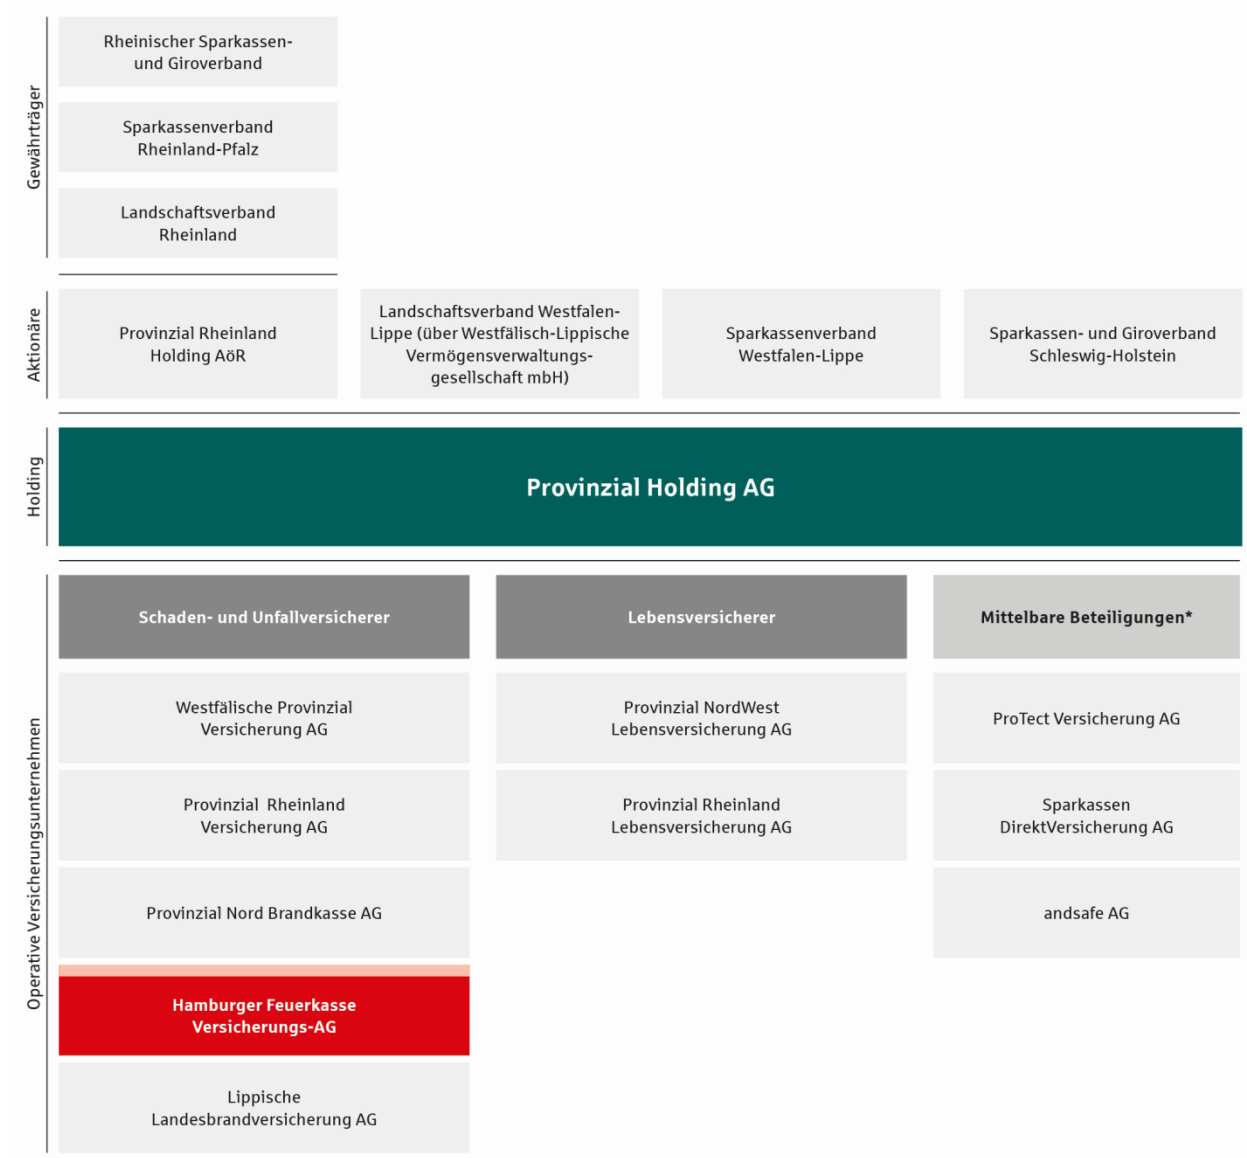 Gewährträger
Rheinischer Sparkassen-
und Giroverband
Sparkassenverband
Rheinland-Pfalz
Landschaftsverband
Rheinland
Aktionäre
Provinzial Rheinland
Holding AöR
Landschaftsverband Westfalen-
Lippe (über Westfälisch-Lippische
Vermögensverwaltungs-
gesellschaft mbH)
Sparkassenverband
Westfalen-Lippe
Sparkassen- und Giroverband
Schleswig-Holstein
Holding
Provinzial Holding AG
Operative Versicherungsunternehmen
Schaden- und Unfallversicherer
Westfälische Provinzial
Versicherung AG
Provinzial Rheinland
Versicherung AG
Provinzial Nord Brandkasse AG
Hamburger Feuerkasse
Versicherungs-AG
Lippische
Landesbrandversicherung AG
Lebensversicherer
Provinzial NordWest
Lebensversicherung AG
Provinzial Rheinland
Lebensversicherung AG
Mittelbare Beteiligungen*
ProTect Versicherung AG
Sparkassen
DirektVersicherung AG
andsafe AG